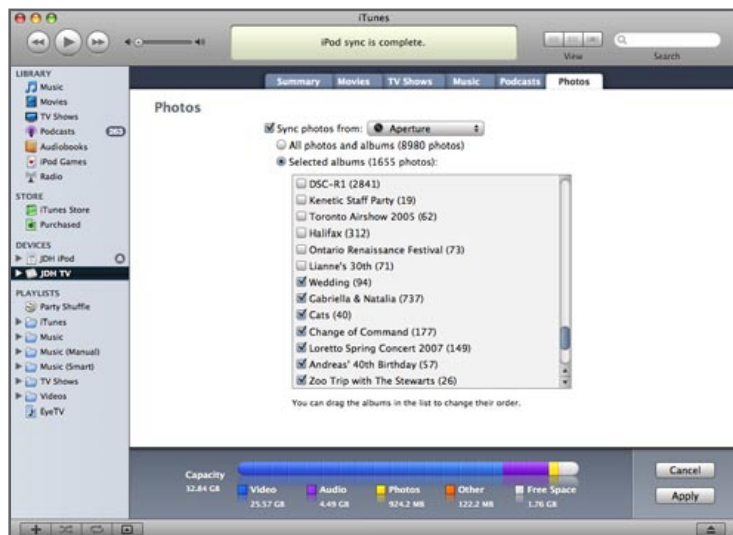 iTunes
iPod sync is complete.
View
Search
LIBRARY
Music
Movies
TV Shows
Podcasts 263
Audiobooks
iPod Games
Radio
STORE
iTunes Store
Purchased
DEVICES
JDH iPod
JDH TV
PLAYLISTS
Party Shuffle
iTunes
Music
Music (Manual)
Music (Smart)
TV Shows
Videos
EyeTV
Summary Movies TV Shows Music Podcasts Photos
Photos
Sync photos from: Aperture
All photos and albums (8980 photos)
Selected albums (1655 photos):
DSC-R1 (2841)
Kenetic Staff Party (19)
Toronto Airshow 2005 (62)
Halifax (312)
Ontario Renaissance Festival (73)
Lianne's 30th (71)
Wedding (94)
Gabriella & Natalia (737)
Cats (40)
Change of Command (177)
Loretto Spring Concert 2007 (149)
Andreas' 40th Birthday (57)
Zoo Trip with The Stewarts (26)
You can drag the albums in the list to change their order.
Capacity
32.84 GB
Video
25.57 GB
Audio
4.49 GB
Photos
924.2 MB
Other
122.2 MB
Free Space
1.76 GB
Cancel
Apply